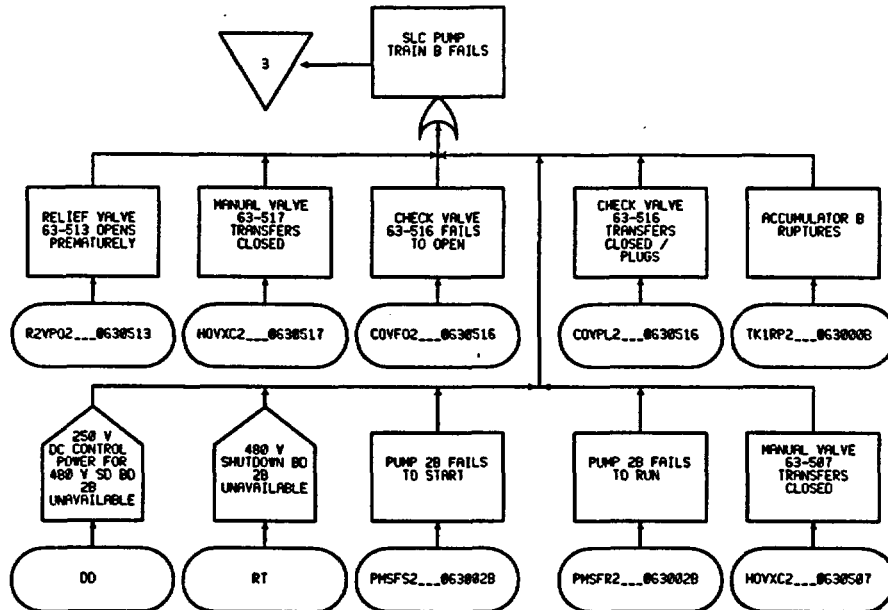 3
SLC PUMP
TRAIN B FAILS
RELIEF VALVE
63-513 OPENS
PREMATURELY
MANUAL VALVE
63-517
TRANSFERS
CLOSED
CHECK VALVE
63-516 FAILS
TO OPEN
CHECK VALVE
63-516
TRANSFERS
CLOSED /
PLUGS
ACCUMULATOR B
RUPTURES
R2VPO2___0630513
HOVXC2___0630517
COVFO2___0630516
COVPL2___0630516
TK1RP2___063000B
250 V
DC CONTROL
POWER FOR
480 V SD BD
2B
UNAVAILABLE
480 V
SHUTDOWN BD
2B
UNAVAILABLE
PUMP 2B FAILS
TO START
PUMP 2B FAILS
TO RUN
MANUAL VALVE
63-507
TRANSFERS
CLOSED
DD
RT
PMSFS2___063002B
PMSFR2___063002B
HOVXC2___0630507